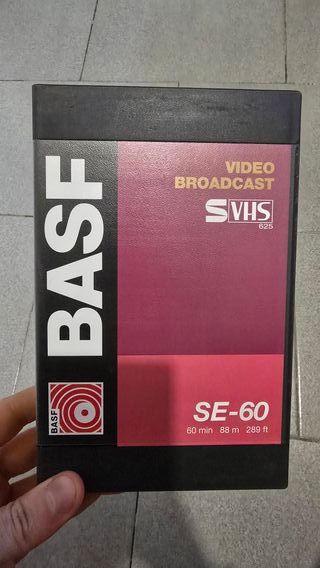 BASF
BASF
VIDEO
BROADCAST
S VHS
625
SE-60
60 min 88 m 289 ft